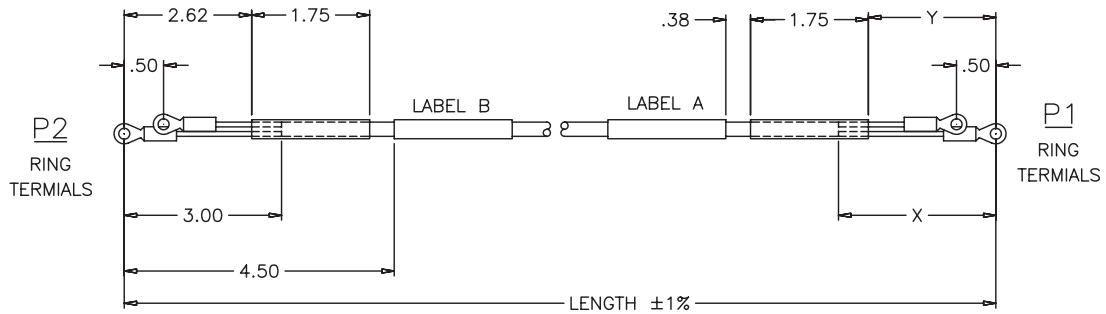 2.62 1.75 .38 1.75 Y
.50 .50
LABEL B LABEL A
P2 P1
RING RING
TERMIALS TERMIALS
3.00 X
4.50
LENGTH ±1%